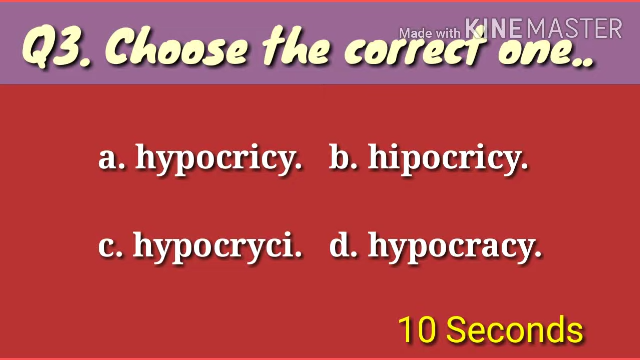 Made with KINEMASTER
Q3. Choose the correct one..
a. hypocricy. b. hipocricy.
c. hypocryci. d. hypocracy.
10 Seconds